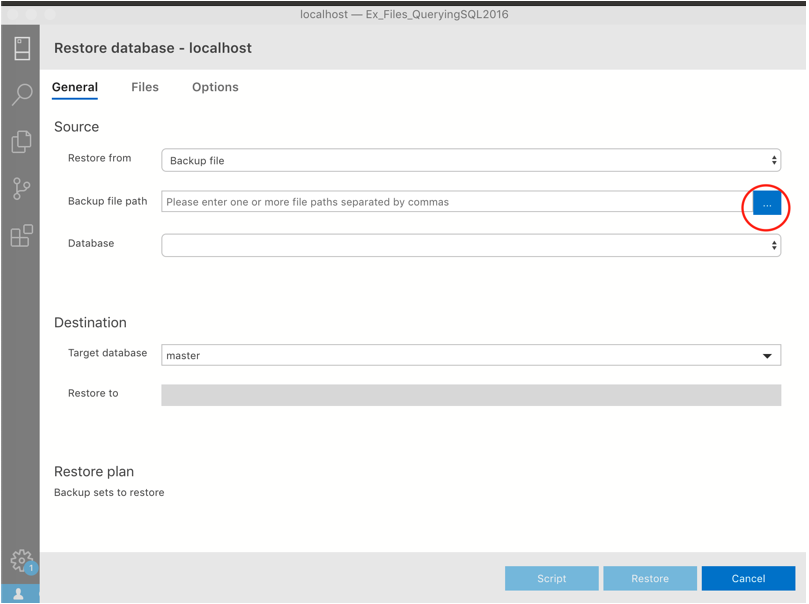 localhost — Ex_Files_QueryingSQL2016
Restore database - localhost
General Files Options
Source
Restore from Backup file
Backup file path Please enter one or more file paths separated by commas ...
Database
Destination
Target database master
Restore to
Restore plan
Backup sets to restore
1
Script Restore Cancel